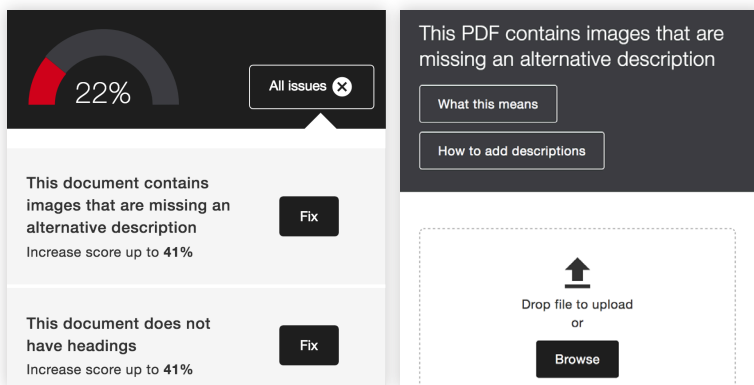 22%
All issues
This document contains
images that are missing an
alternative description
Increase score up to 41%
Fix
This document does not
have headings
Increase score up to 41%
Fix
This PDF contains images that are
missing an alternative description
What this means
How to add descriptions
Drop file to upload
or
Browse